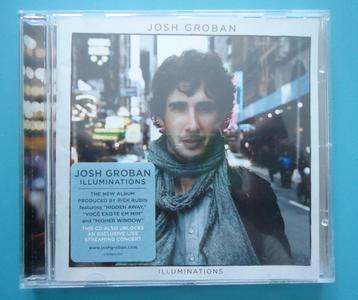 JOSH GROBAN
JOSH GROBAN
ILLUMINATIONS
THE NEW ALBUM
PRODUCED BY RICK RUBIN
featuring "HIDDEN AWAY,"
"VOCÊ EXISTE EM MIM"
and "HIGHER WINDOW"
THIS CD ALSO UNLOCKS
AN EXCLUSIVE LIVE
STREAMING CONCERT
www.joshgroban.com
ILLUMINATIONS